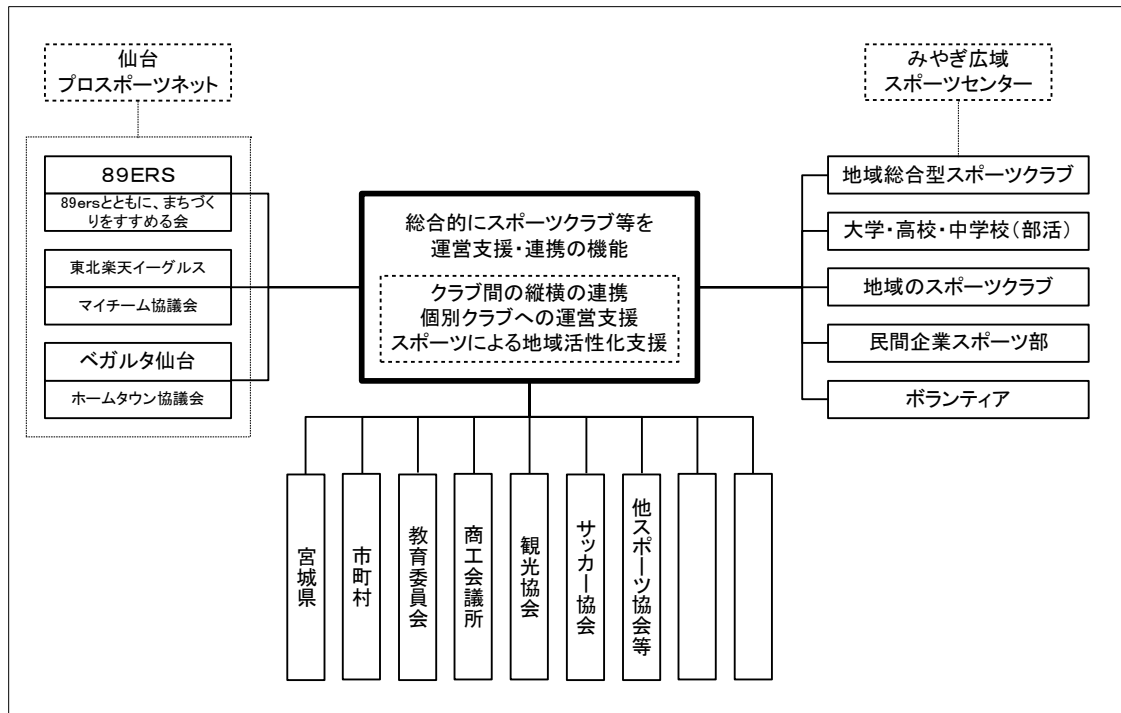 仙台
プロスポーツネット
89ERS
89ersとともに、まちづく
りをすすめる会
東北楽天イーグルス
マイチーム協議会
ベガルタ仙台
ホームタウン協議会
総合的にスポーツクラブ等を
運営支援・連携の機能
クラブ間の縦横の連携
個別クラブへの運営支援
スポーツによる地域活性化支援
みやぎ広域
スポーツセンター
地域総合型スポーツクラブ
大学・高校・中学校(部活)
地域のスポーツクラブ
民間企業スポーツ部
ボランティア
宮城県
市町村
教育委員会
商工会議所
観光協会
サッカー協会
他スポーツ協会等